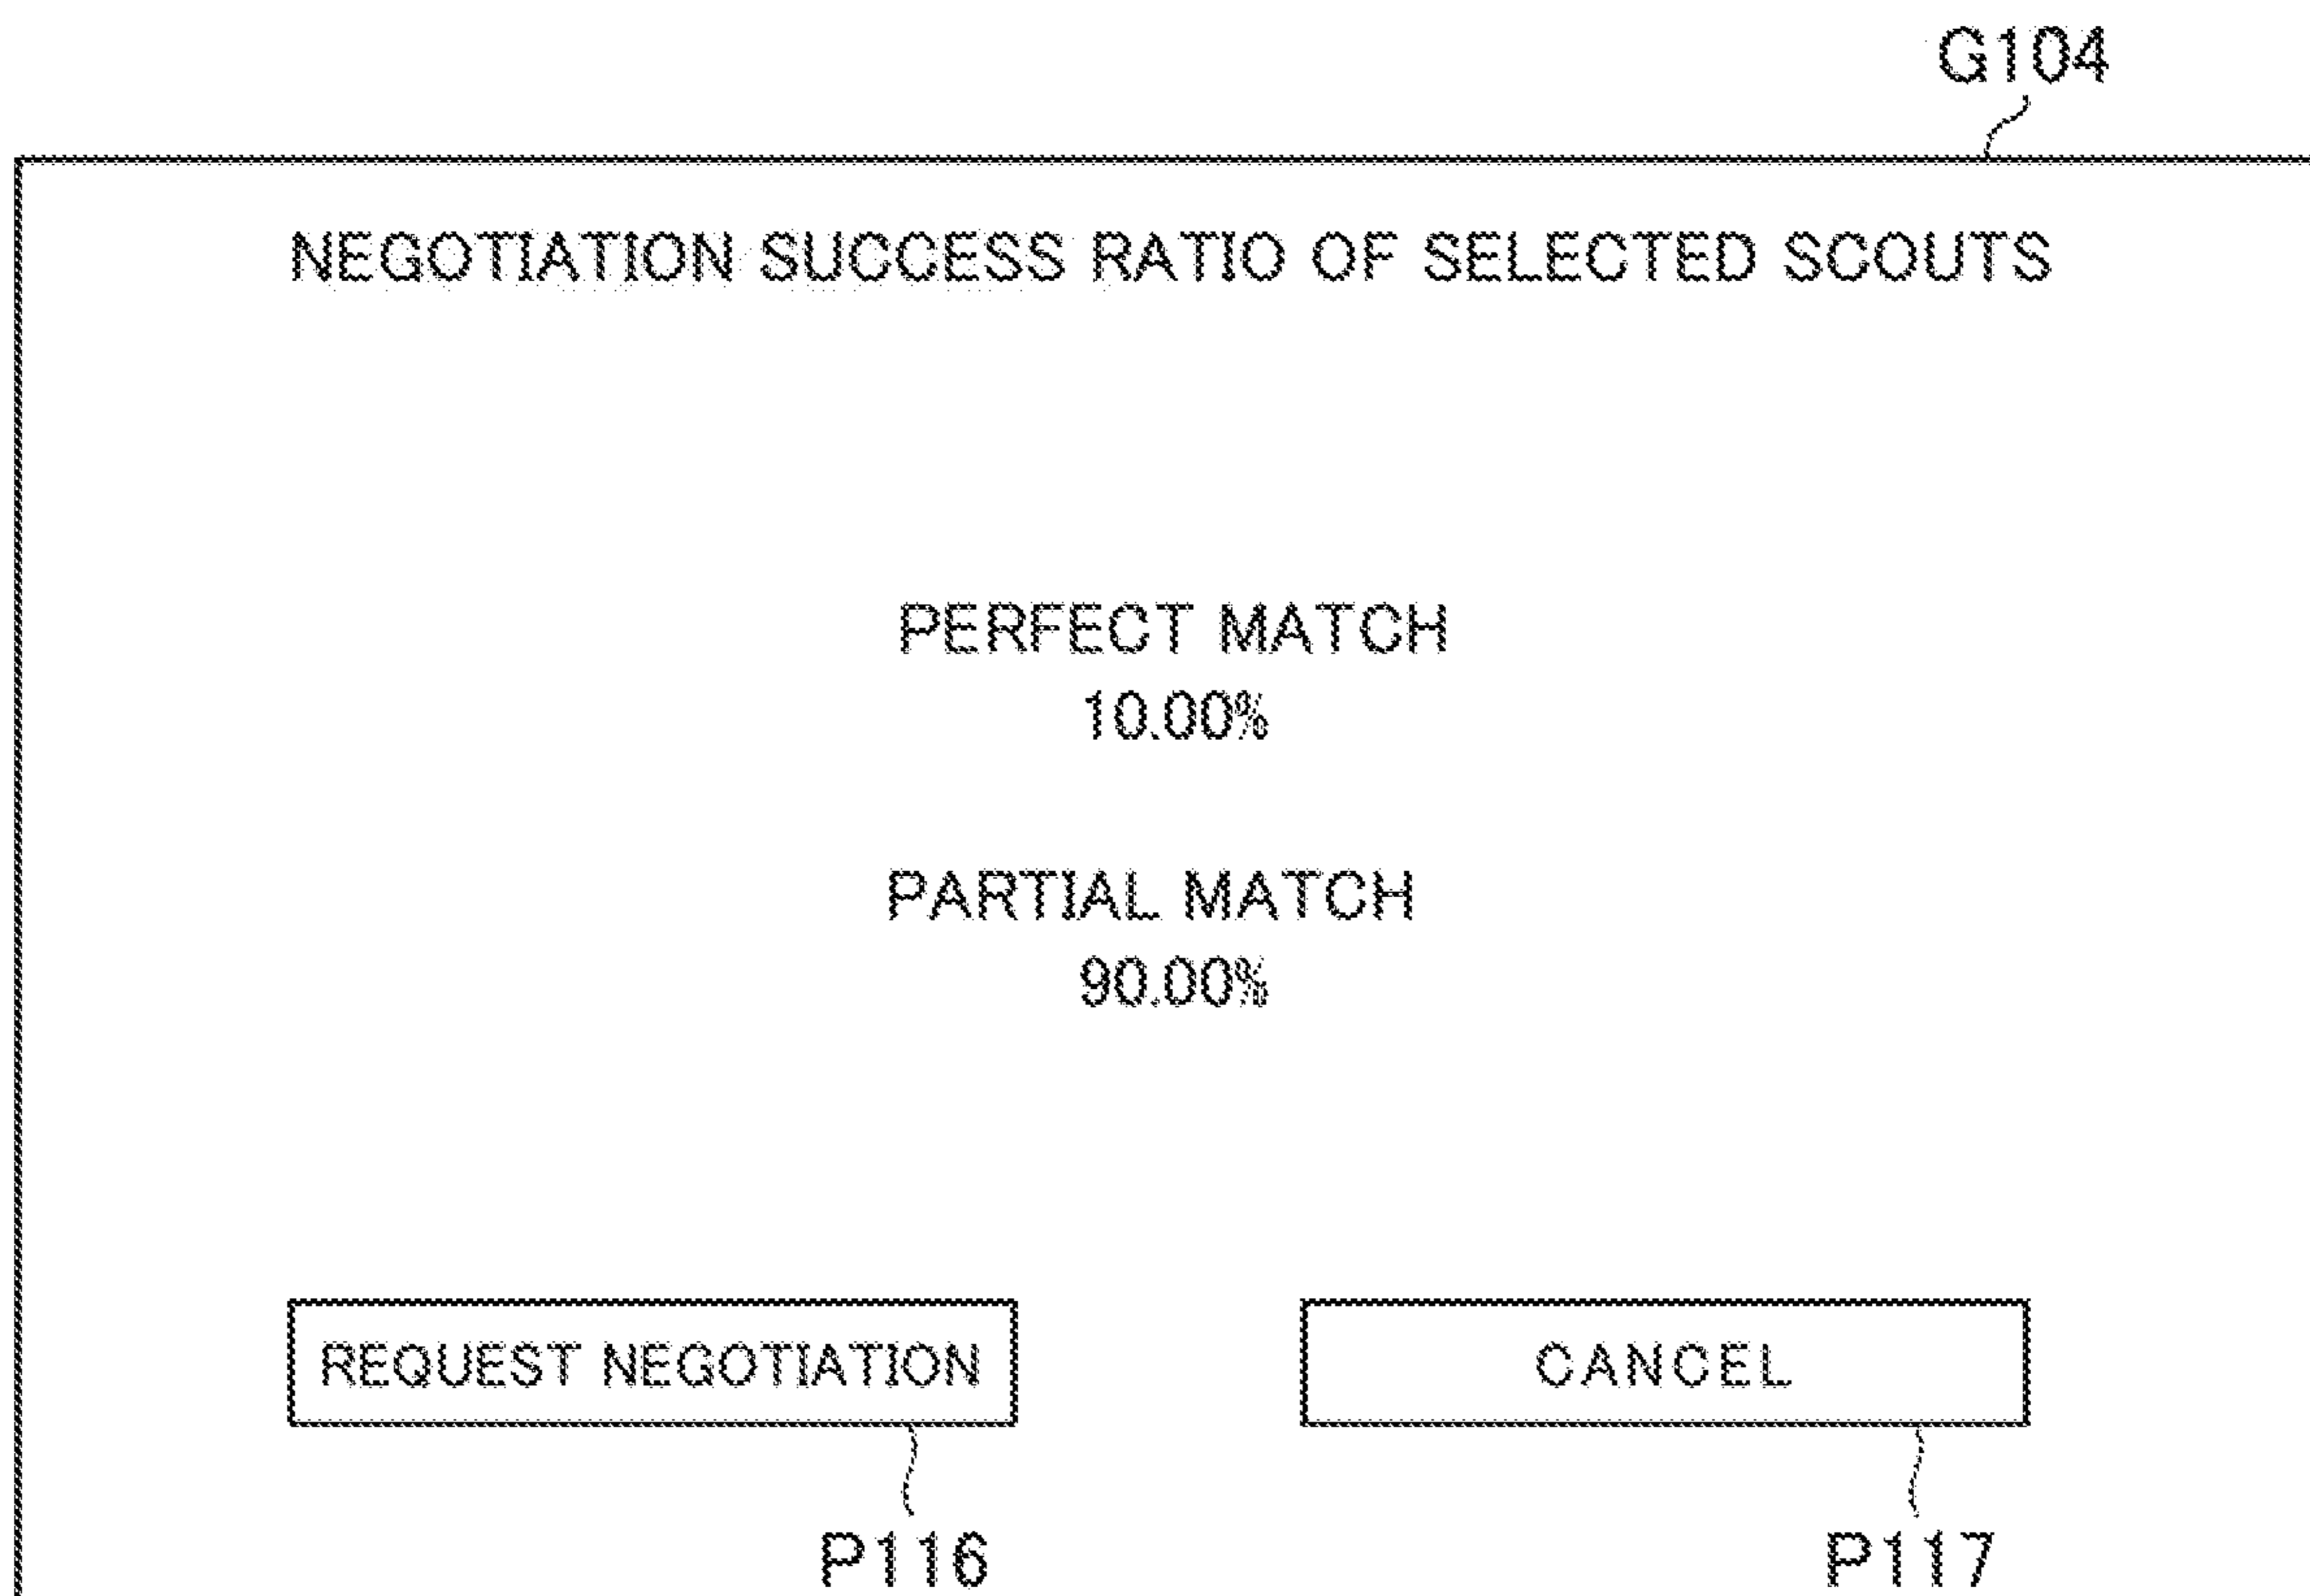 G104
NEGOTIATION SUCCESS RATIO OF SELECTED SCOUTS
PERFECT MATCH
10.00%
PARTIAL MATCH
90.00%
REQUEST NEGOTIATION
CANCEL
P116
P117